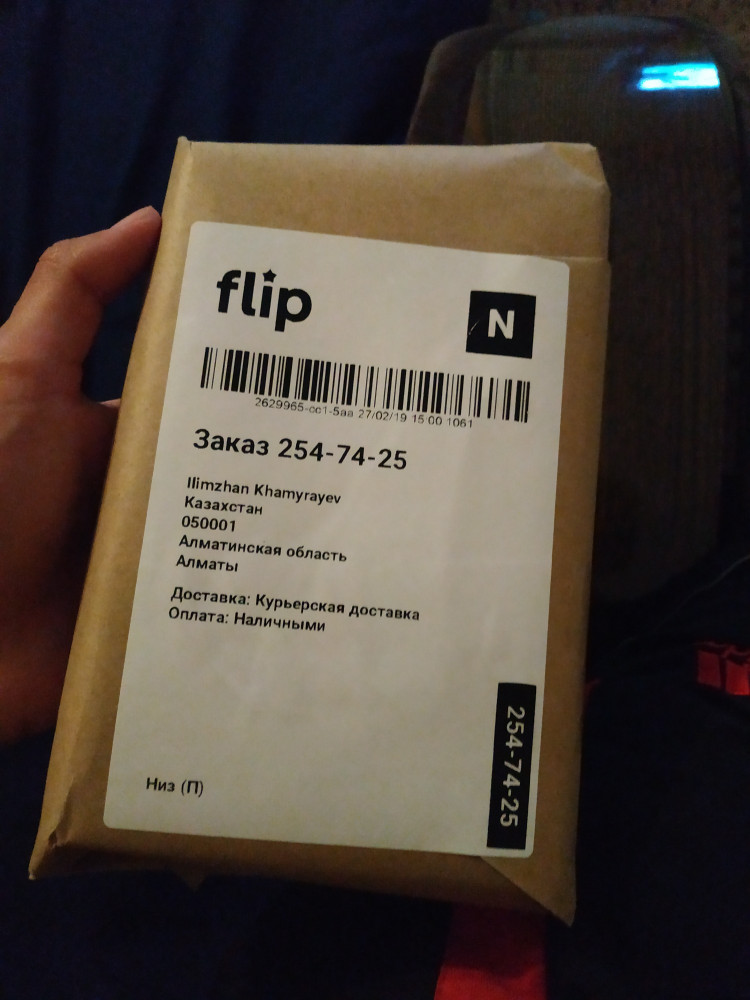 flip
N
2629965-cc1-5aa 27/02/19 15:00 1061
Заказ 254-74-25
Ilimzhan Khamyrayev
Казахстан
050001
Алматинская область
Алматы
Доставка: Курьерская доставка
Оплата: Наличными
254-74-25
Низ (П)